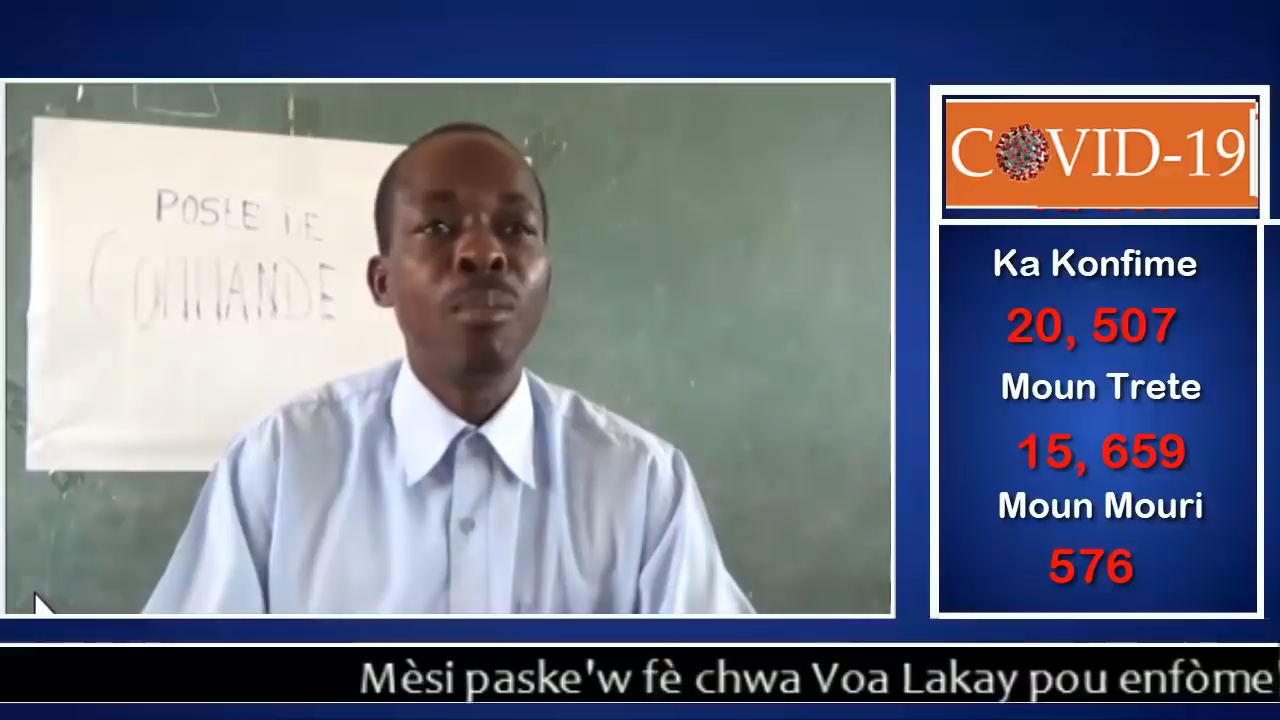 POSTE DE
COMMANDE
COVID-19
Ka Konfime
20, 507
Moun Trete
15, 659
Moun Mouri
576
Mèsi paske'w fè chwa Voa Lakay pou enfòme